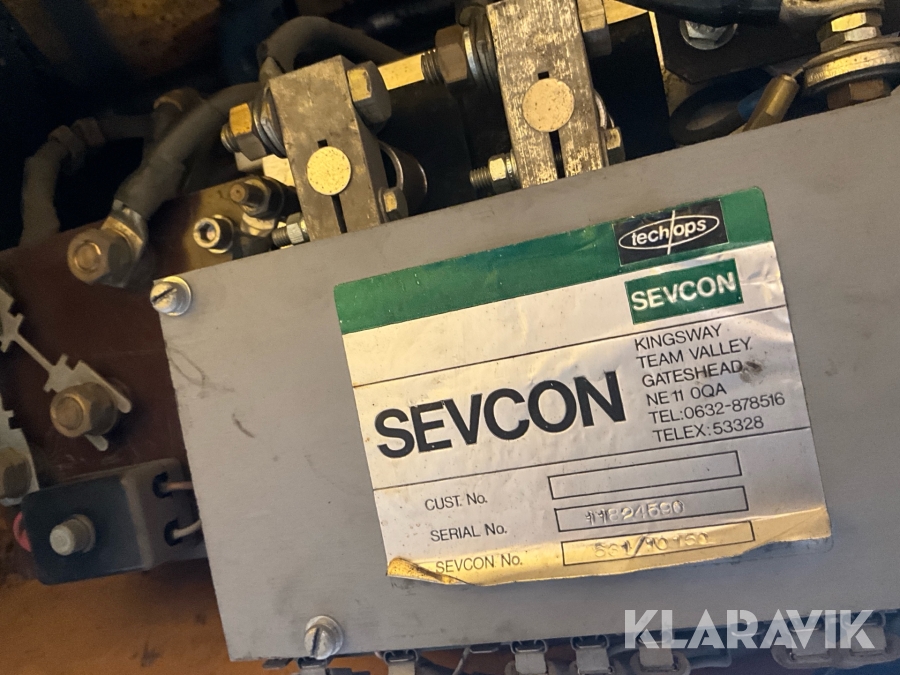 tech/ops
SEVCON
KINGSWAY
TEAM VALLEY
GATESHEAD
NE11 0QA
TEL:0632-878516
TELEX:53328
SEVCON
CUST. No.
SERIAL No.
SEVCON No.
KLARAVIK